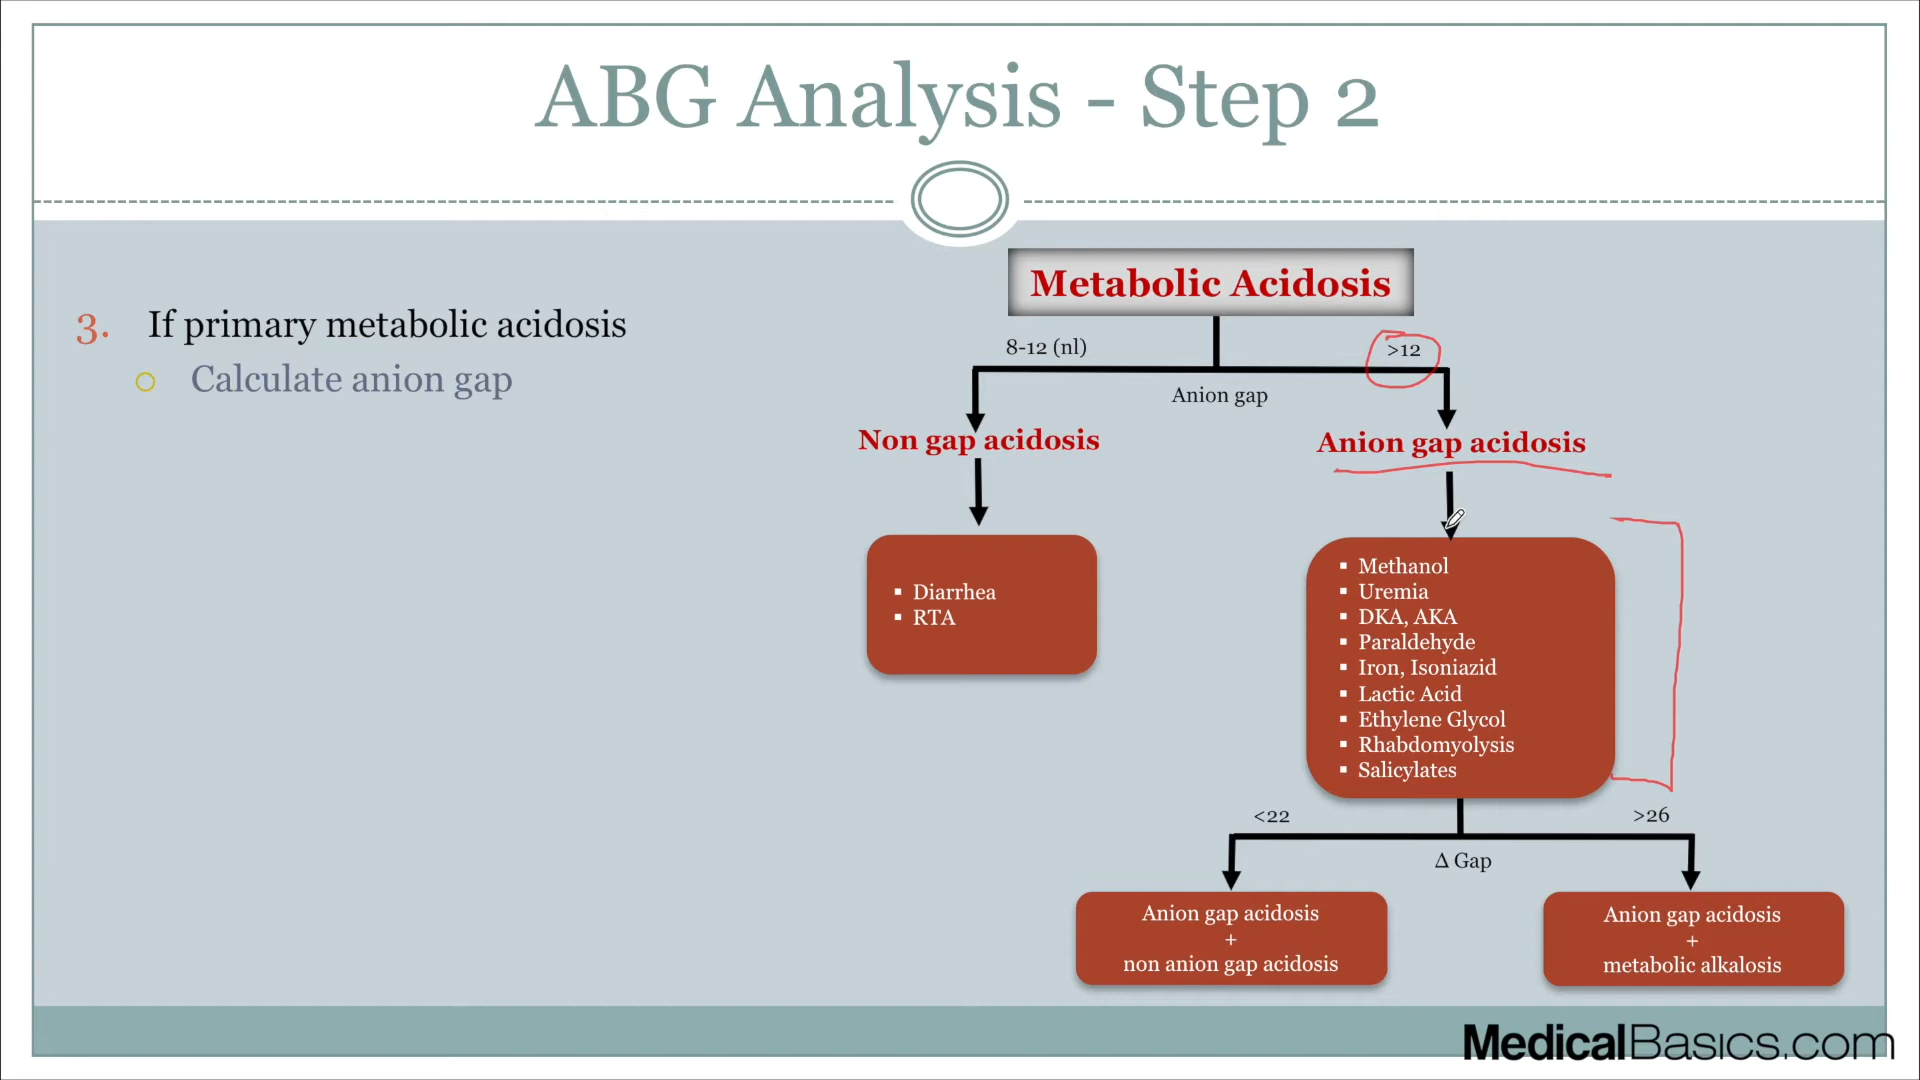 ABG Analysis - Step 2
3. If primary metabolic acidosis
Calculate anion gap
Metabolic Acidosis
8-12 (nl)
>12
Anion gap
Non gap acidosis
Anion gap acidosis
Diarrhea
RTA
Methanol
Uremia
DKA, AKA
Paraldehyde
Iron, Isoniazid
Lactic Acid
Ethylene Glycol
Rhabdomyolysis
Salicylates
<22
>26
Δ Gap
Anion gap acidosis
+
non anion gap acidosis
Anion gap acidosis
+
metabolic alkalosis
MedicalBasics.com